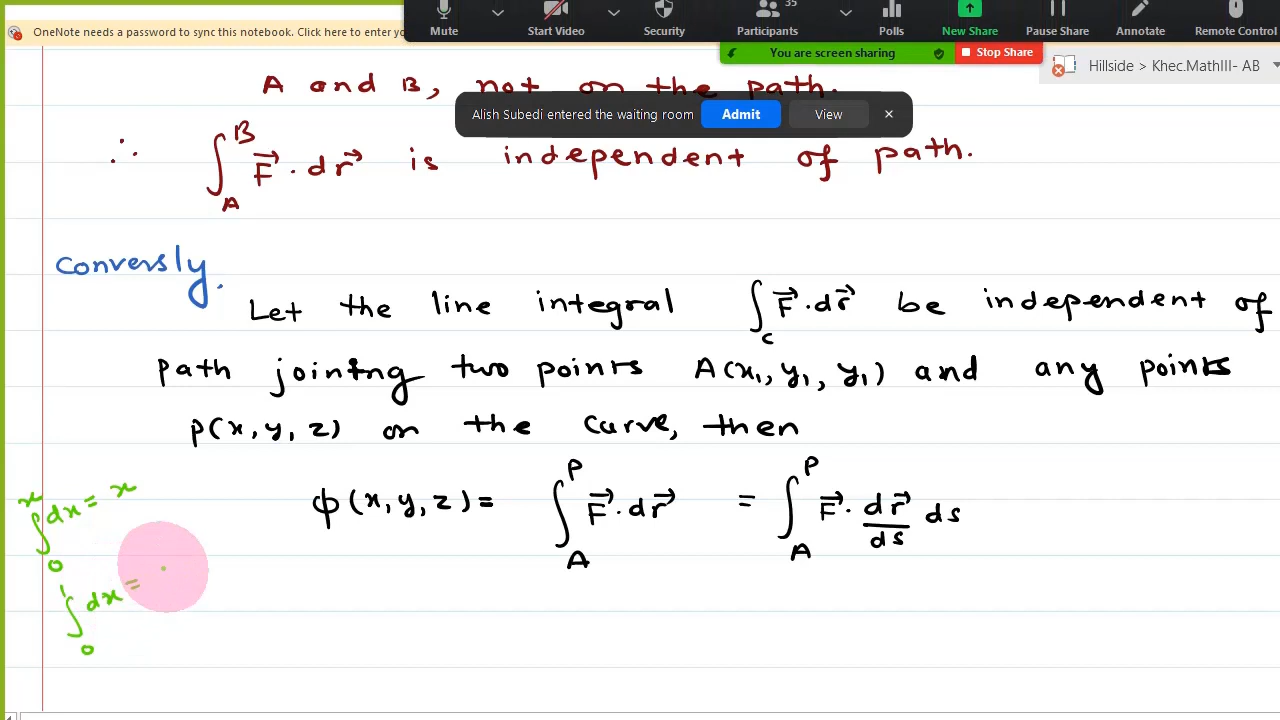 35
Mute
Start Video
Security
Participants
Polls
New Share
Pause Share
Annotate
Remote Control
OneNote needs a password to sync this notebook. Click here to enter yo
You are screen sharing
Stop Share
Hillside > Khec.MathIII- AB
A and B, not on the path.
Alish Subedi entered the waiting room
Admit
View
∴ ∫_A^B F⃗ · dr⃗ is independent of path.
Conversly.
Let the line integral ∫_c F⃗ · dr⃗ be independent of
path joining two points A(x₁, y₁, y₁) and any points
P(x, y, z) on the curve, then
ϕ(x, y, z) = ∫_A^P F⃗ · dr⃗ = ∫_A^P F⃗ · dr⃗/ds ds
∫_0^x dx = x
∫_0^1 dx =